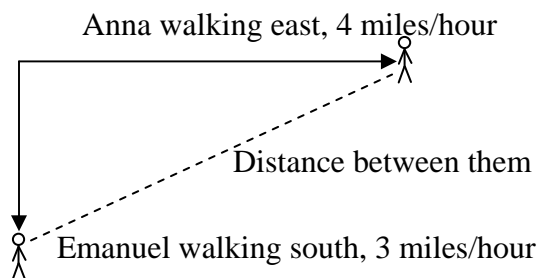 Anna walking east, 4 miles/hour
Distance between them
Emanuel walking south, 3 miles/hour